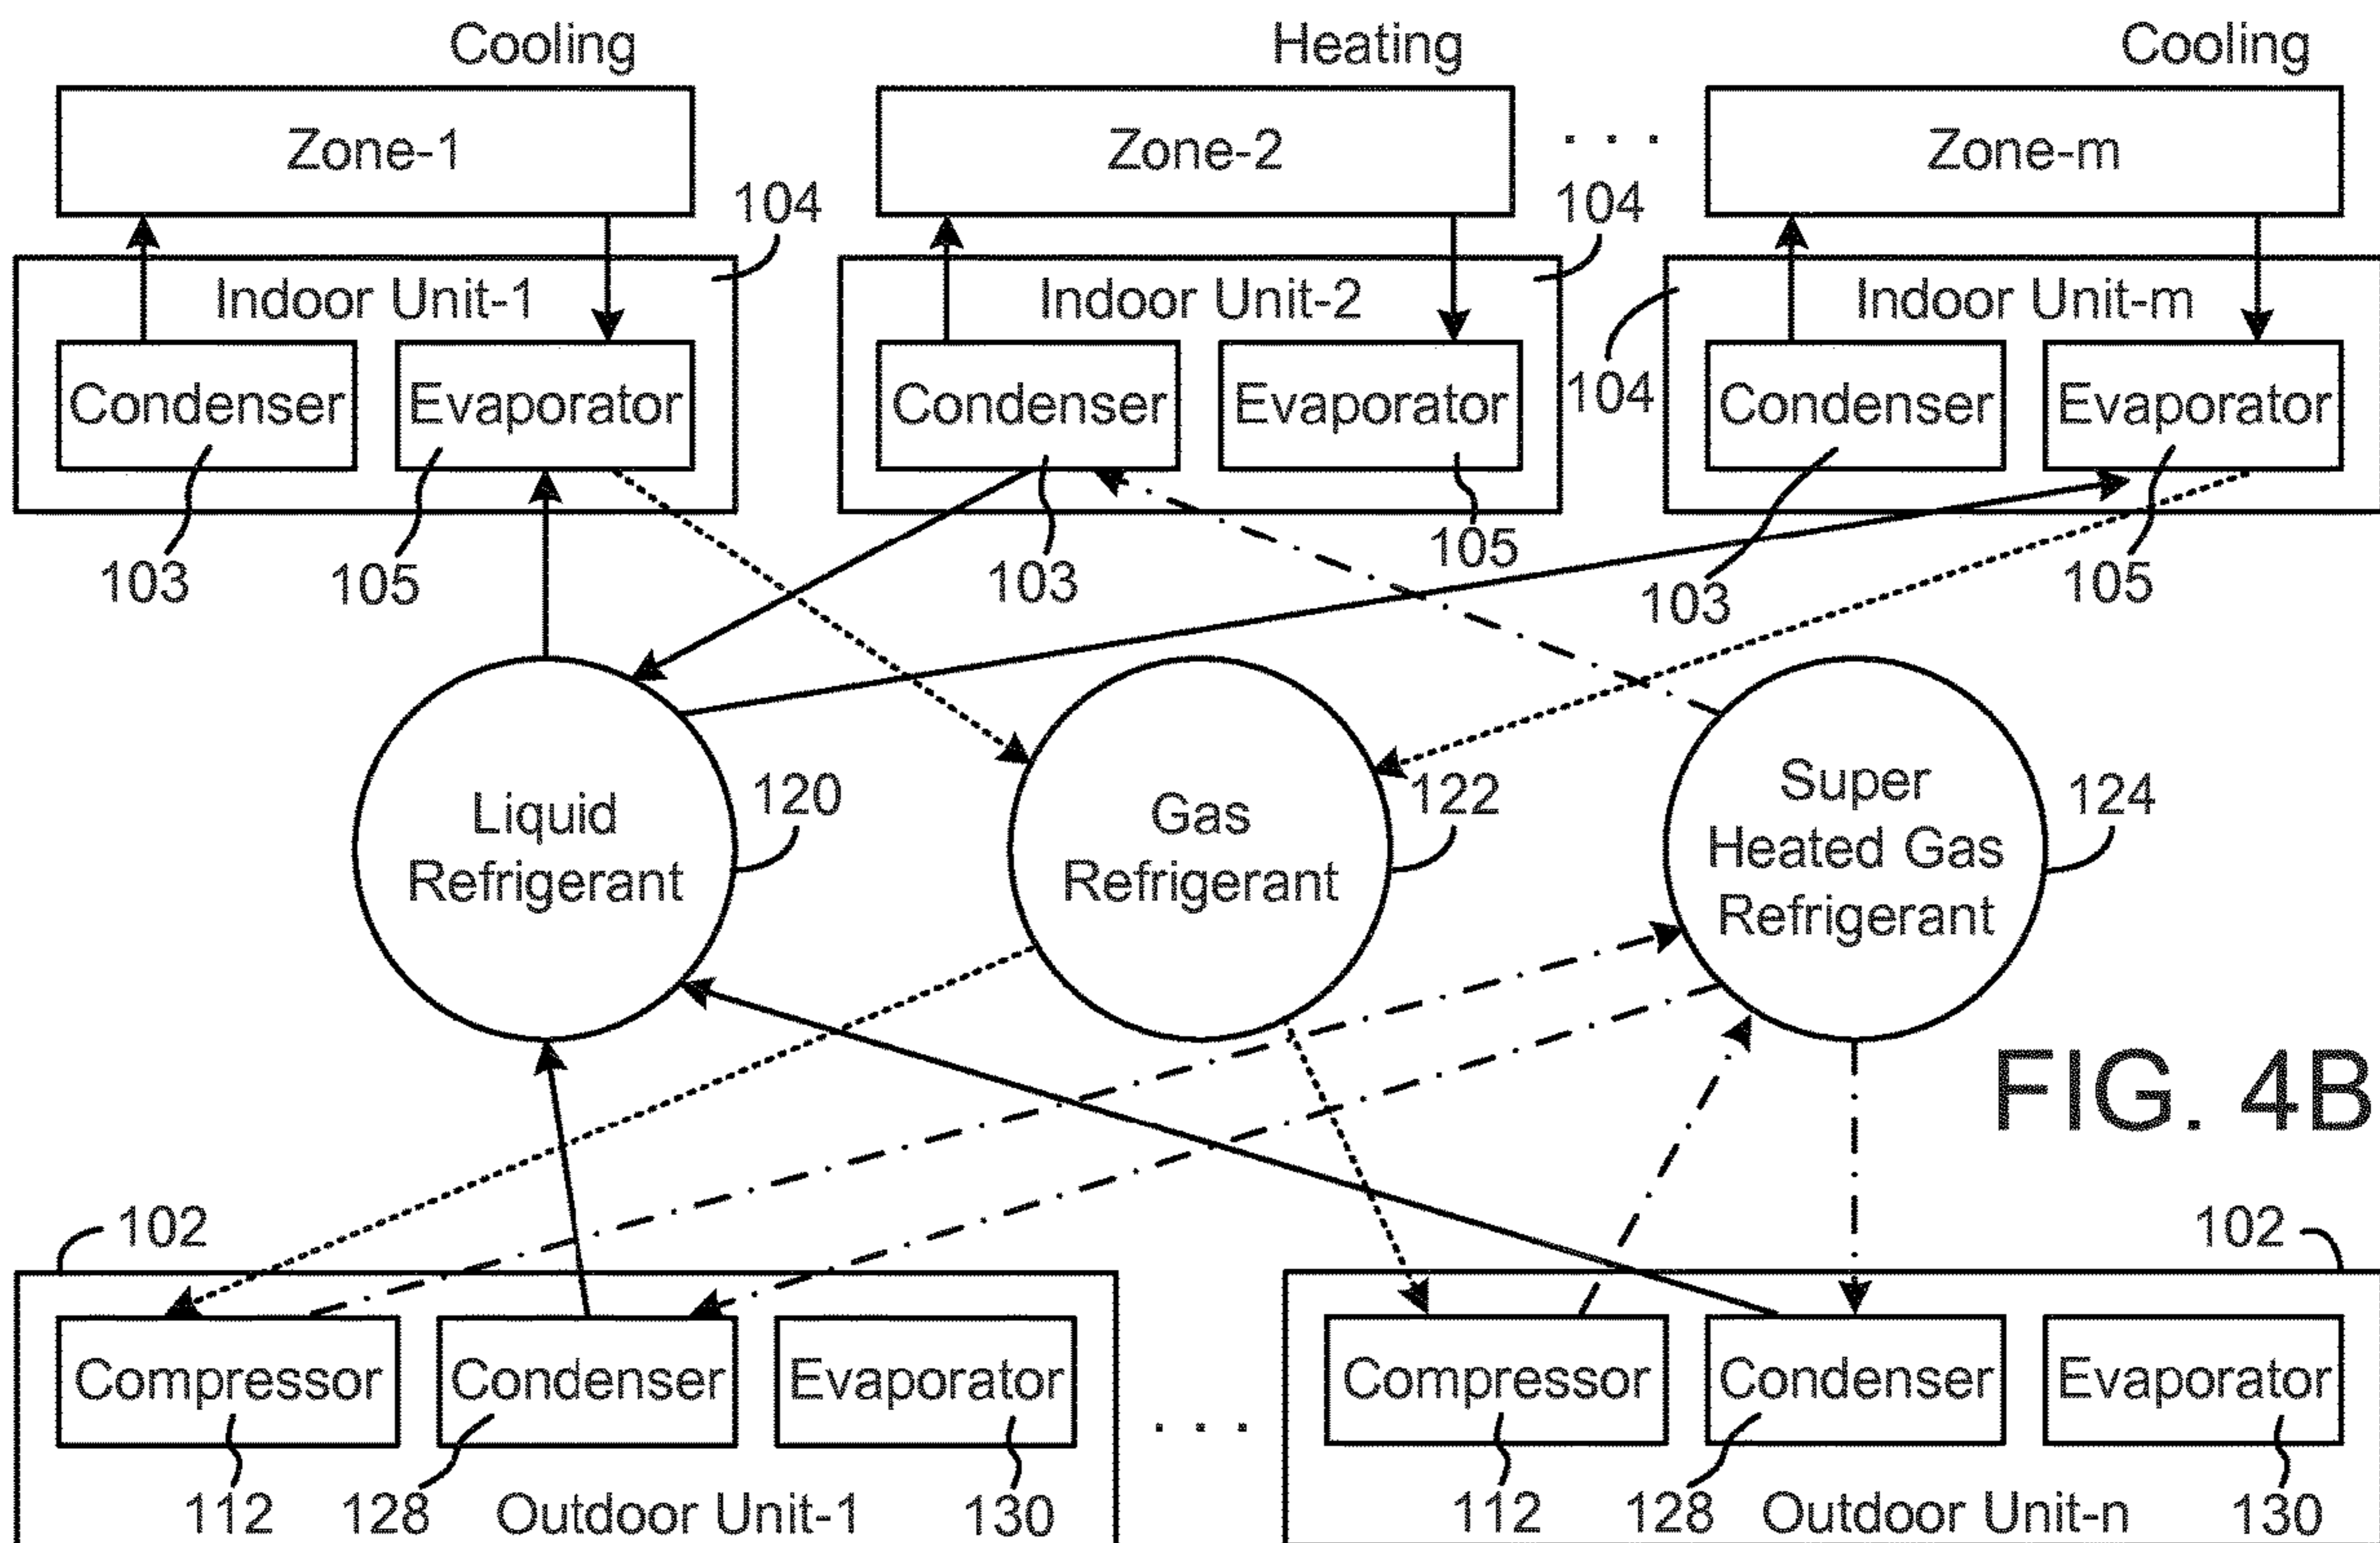 Cooling
Heating
Cooling
Zone-1
Zone-2
. . .
Zone-m
104
104
Indoor Unit-1
Indoor Unit-2
Indoor Unit-m
104
Condenser
Evaporator
Condenser
Evaporator
Condenser
Evaporator
103
105
103
105
103
105
Liquid
Refrigerant
120
Gas
Refrigerant
122
Super
Heated Gas
Refrigerant
124
FIG. 4B
102
102
Compressor
Condenser
Evaporator
. . .
Compressor
Condenser
Evaporator
112
128
Outdoor Unit-1
130
112
128
Outdoor Unit-n
130